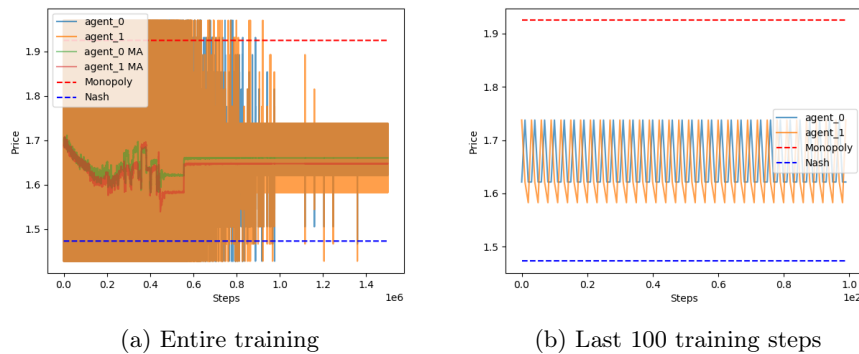 1.9
1.8
1.7
1.6
1.5
Price
agent_0
agent_1
agent_0 MA
agent_1 MA
Monopoly
Nash
0.0 0.2 0.4 0.6 0.8 1.0 1.2 1.4
1e6
Steps
(a) Entire training
1.9
1.8
1.7
1.6
1.5
Price
agent_0
agent_1
Monopoly
Nash
0.0 0.2 0.4 0.6 0.8 1.0
1e2
Steps
(b) Last 100 training steps